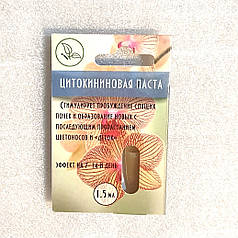 ЦИТОКИНИНОВАЯ ПАСТА
СТИМУЛИРУЕТ ПРОБУЖДЕНИЕ СПЯЩИХ
ПОЧЕК И ОБРАЗОВАНИЕ НОВЫХ С
ПОСЛЕДУЮЩИМ ПРОРАСТАНИЕМ
ЦВЕТОНОСОВ И «ДЕТОК»
ЭФФЕКТ НА 7-14-Й ДЕНЬ
1.5 МЛ